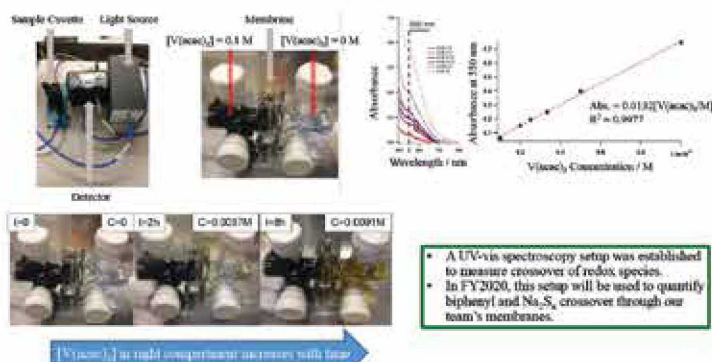 Sample Cuvette
Light Source
Membrane
[V(acac)₃] = 0.1 M
[V(acac)₃] = 0 M
Detector
Absorbance
Wavelength / nm
Absorbance at 350 nm
Abs. = 0.0132[V(acac)₃/M]
R² = 0.9977
V(acac)₃ Concentration / M
t=0
C=0
t=2h
C=0.0037M
t=8h
C=0.0091M
[V(acac)₃] in right compartment increases with time
• A UV-vis spectroscopy setup was established
to measure crossover of redox species.
• In FY2020, this setup will be used to quantify
biphenyl and Na₂Sₓ crossover through our
team's membranes.